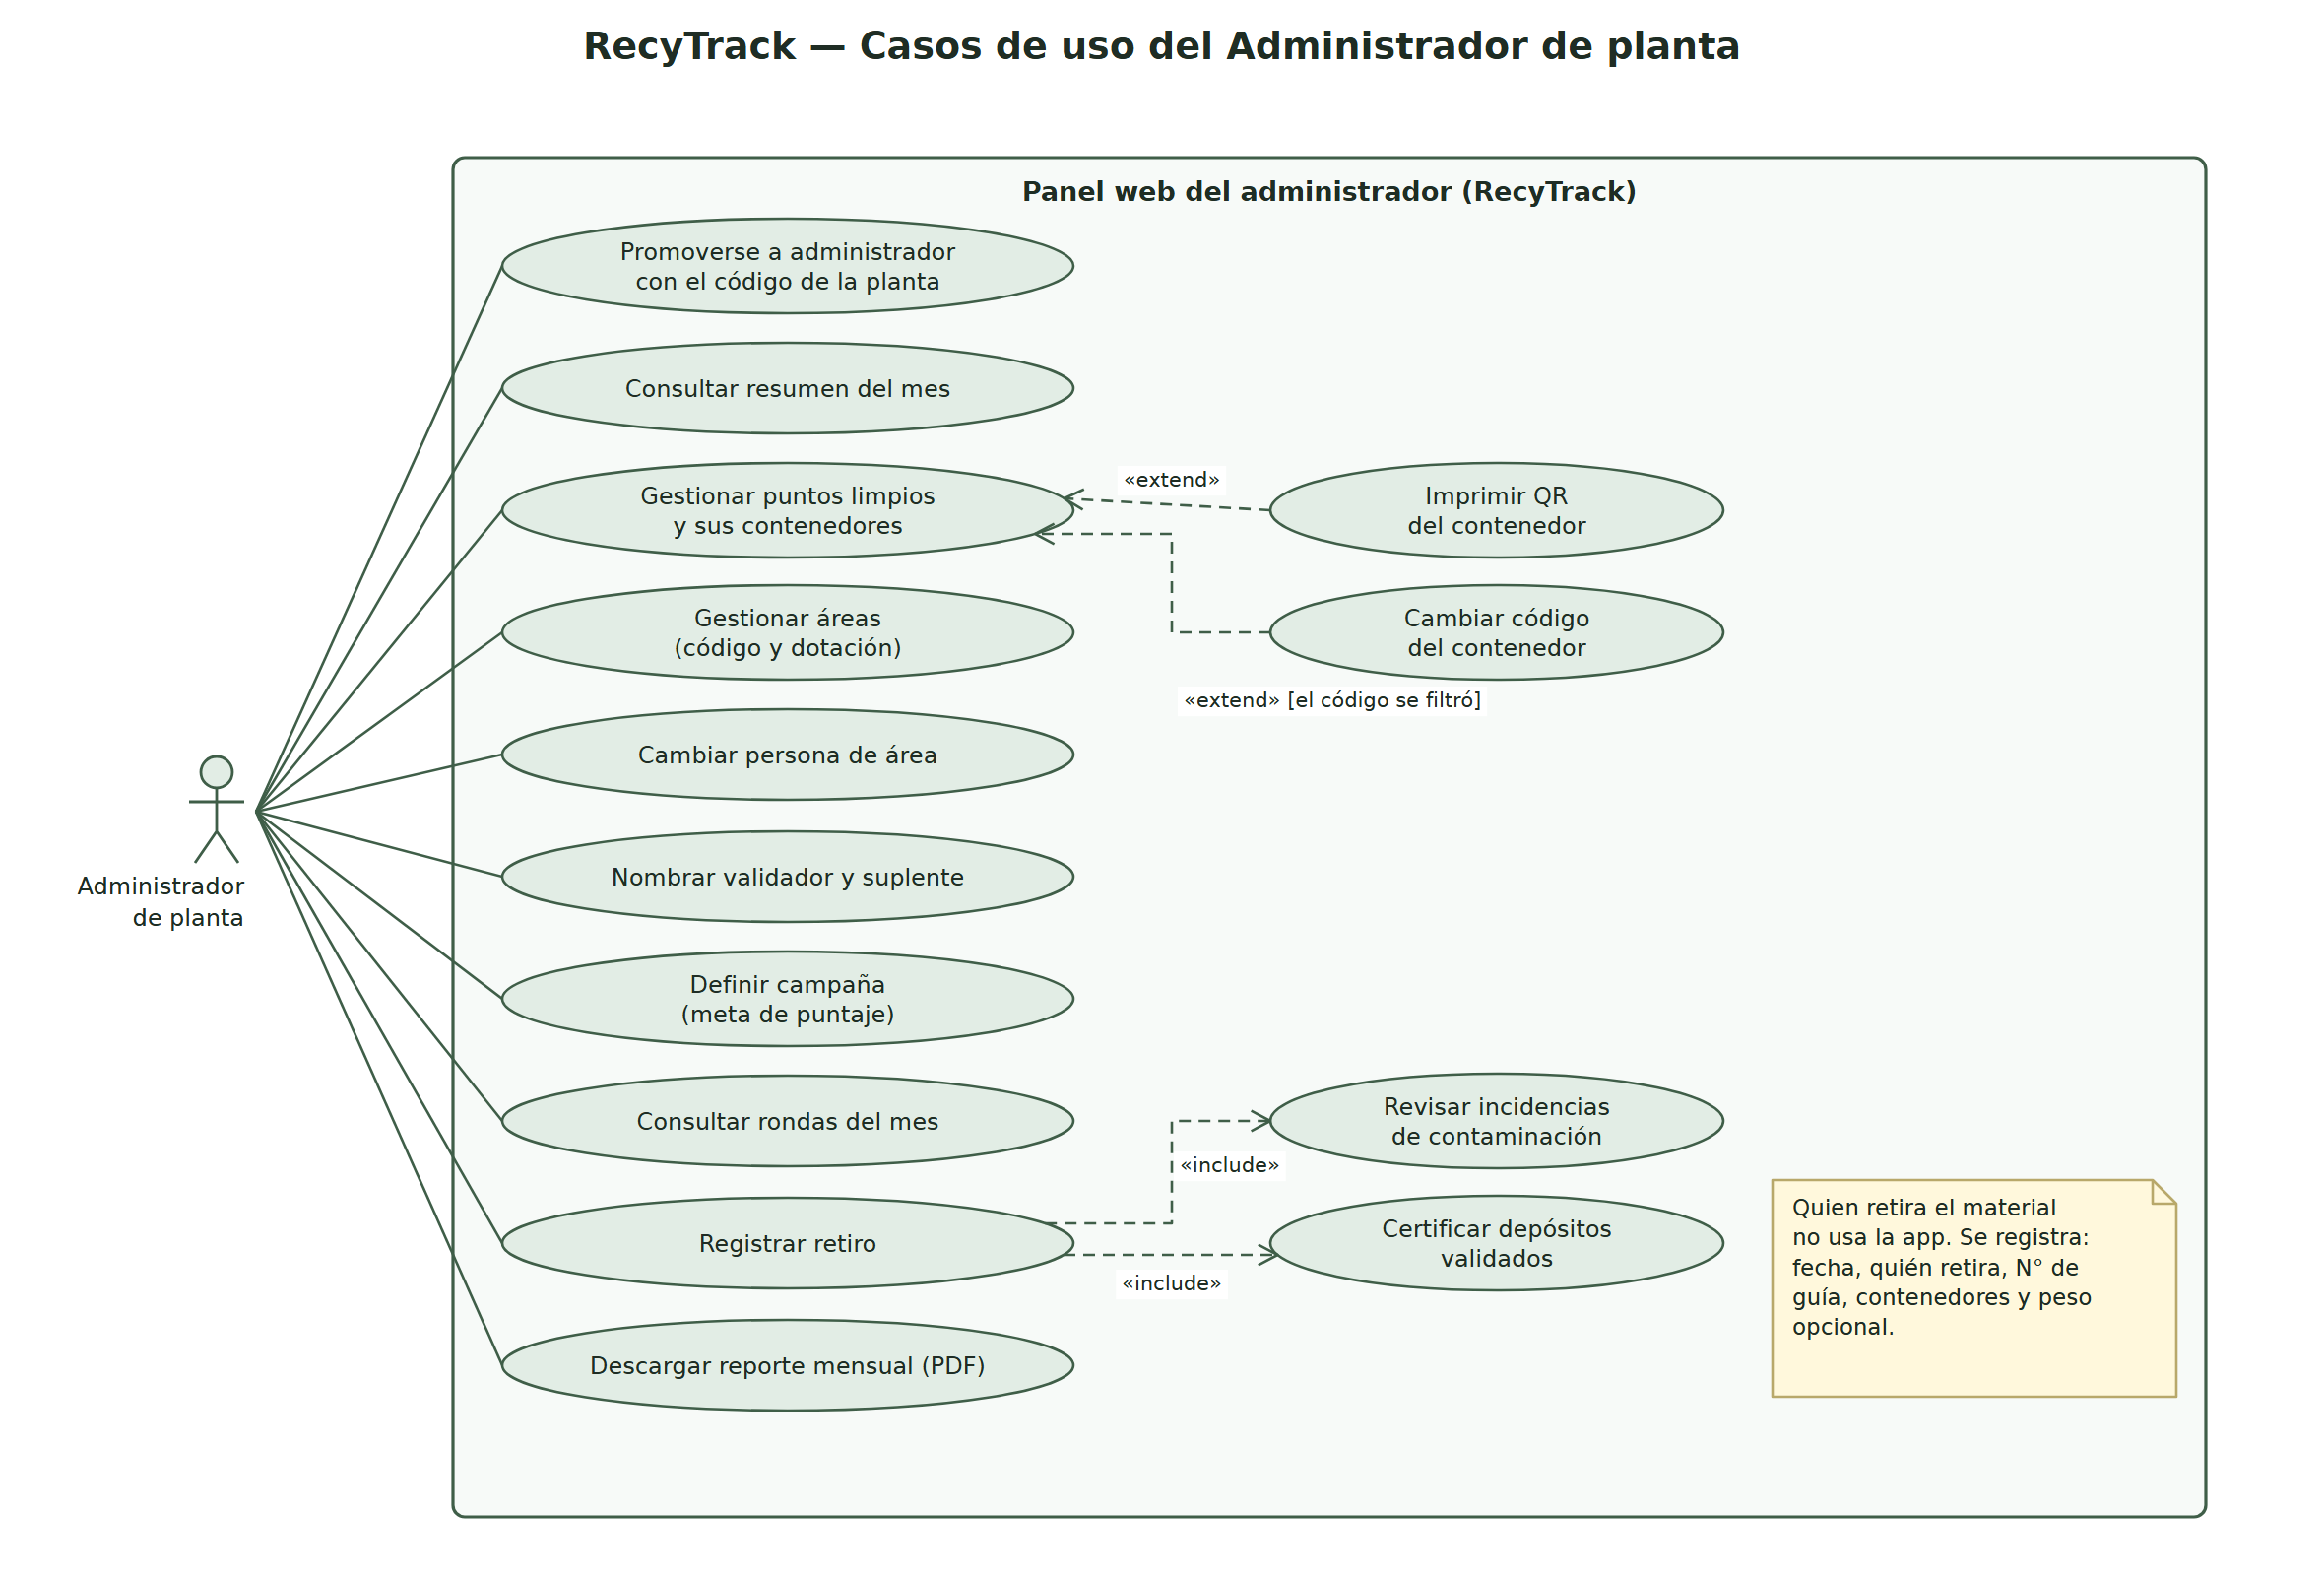 RecyTrack — Casos de uso del Administrador de planta
Panel web del administrador (RecyTrack)
Promoverse a administrador
con el código de la planta
Consultar resumen del mes
Gestionar puntos limpios
y sus contenedores
«extend»
Imprimir QR
del contenedor
Gestionar áreas
(código y dotación)
Cambiar código
del contenedor
«extend» [el código se filtró]
Cambiar persona de área
Administrador
de planta
Nombrar validador y suplente
Definir campaña
(meta de puntaje)
Consultar rondas del mes
Revisar incidencias
de contaminación
«include»
Registrar retiro
Certificar depósitos
validados
«include»
Quien retira el material
no usa la app. Se registra:
fecha, quién retira, N° de
guía, contenedores y peso
opcional.
Descargar reporte mensual (PDF)